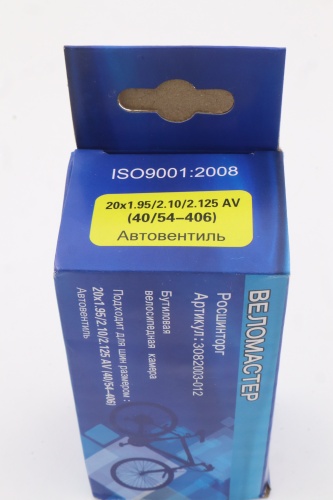 ISO9001:2008
20x1.95/2.10/2.125 AV
(40/54-406)
Автовентиль
ВЕЛОМАСТЕР
Росшинторг
Артикул: 3082003-012
Бутиловая
велосипедная камера
Подходит для шин размером:
20x1.95/2.10/2.125 AV (40/54-406)
Автовентиль